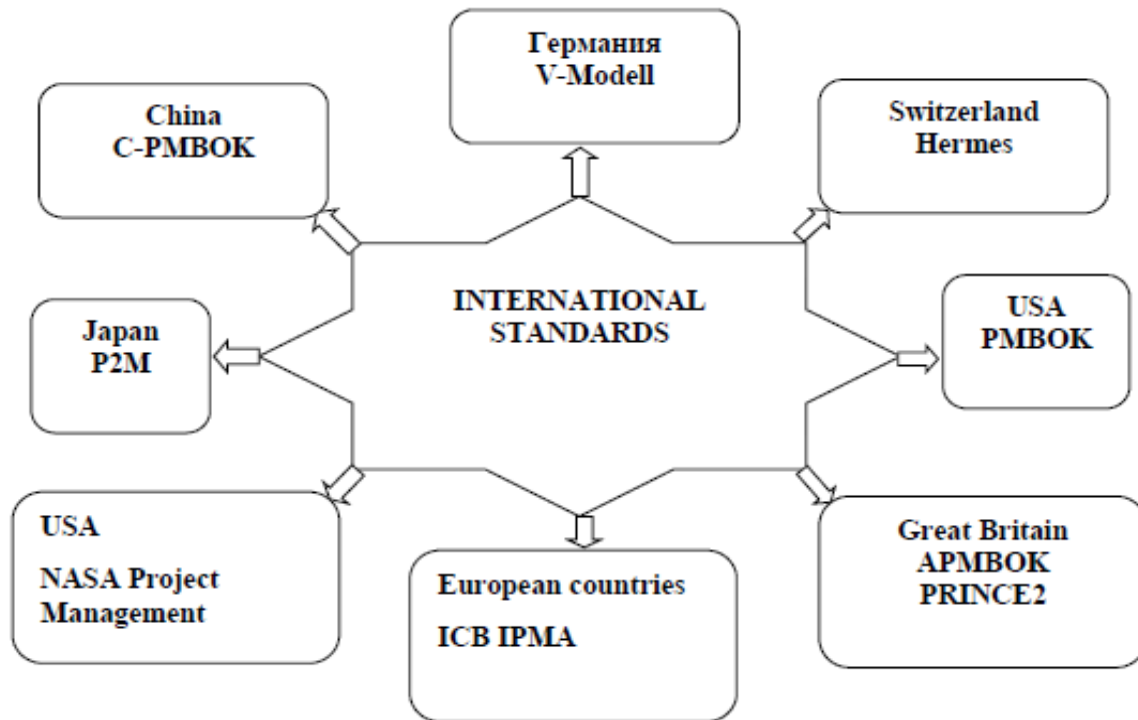 Германия
V-Modell
China
C-PMBOK
Switzerland
Hermes
INTERNATIONAL
STANDARDS
Japan
P2M
USA
PMBOK
USA
NASA Project
Management
European countries
ICB IPMA
Great Britain
APMBOK
PRINCE2